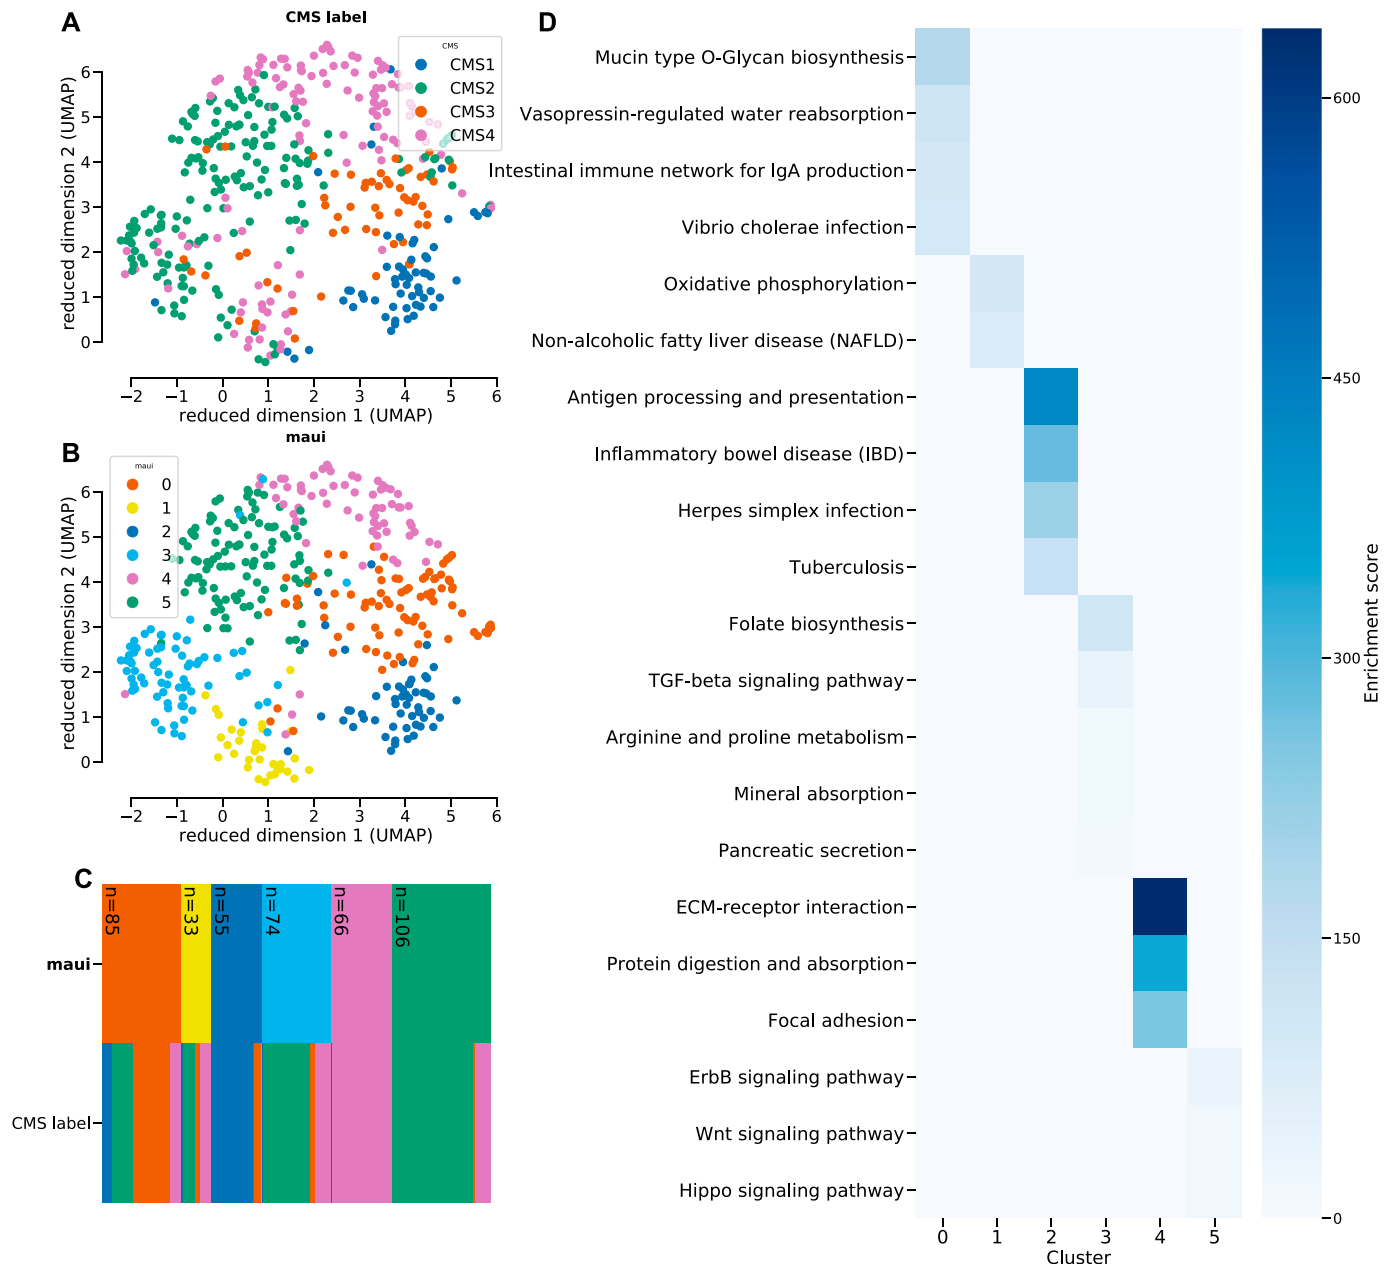 A
CMS label
CMS
CMS1
CMS2
CMS3
CMS4
reduced dimension 2 (UMAP)
6
5
4
3
2
1
0
−2 −1 0 1 2 3 4 5 6
reduced dimension 1 (UMAP)
B
maui
maui
0
1
2
3
4
5
reduced dimension 2 (UMAP)
6
5
4
3
2
1
0
−2 −1 0 1 2 3 4 5 6
reduced dimension 1 (UMAP)
C
n=85
n=33
n=55
n=74
n=66
n=106
maui
CMS label
D
Mucin type O-Glycan biosynthesis
Vasopressin-regulated water reabsorption
Intestinal immune network for IgA production
Vibrio cholerae infection
Oxidative phosphorylation
Non-alcoholic fatty liver disease (NAFLD)
Antigen processing and presentation
Inflammatory bowel disease (IBD)
Herpes simplex infection
Tuberculosis
Folate biosynthesis
TGF-beta signaling pathway
Arginine and proline metabolism
Mineral absorption
Pancreatic secretion
ECM-receptor interaction
Protein digestion and absorption
Focal adhesion
ErbB signaling pathway
Wnt signaling pathway
Hippo signaling pathway
0 1 2 3 4 5
Cluster
600
450
300
150
0
Enrichment score